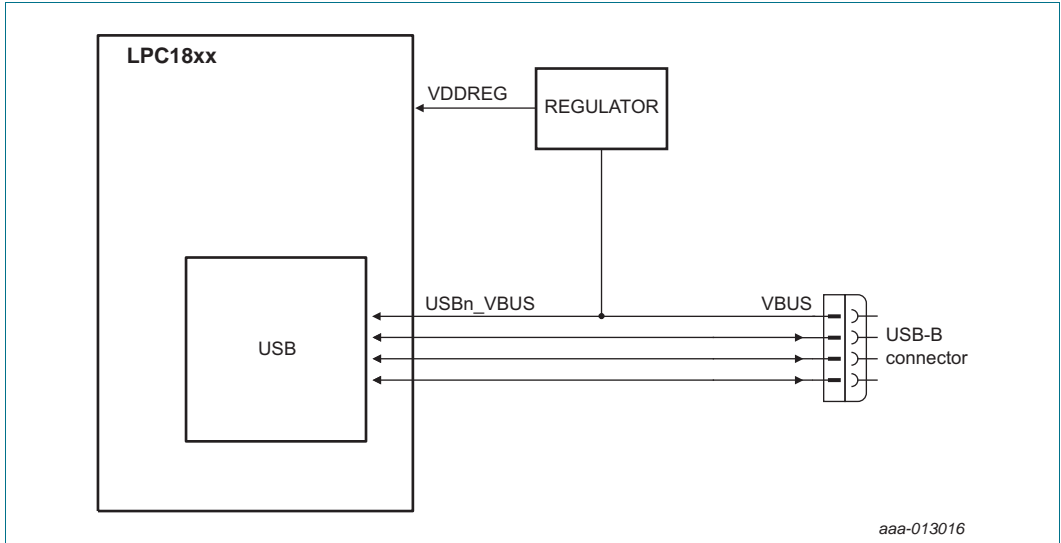 LPC18xx
VDDREG
REGULATOR
USBn_VBUS
VBUS
USB
USB-B
connector
aaa-013016